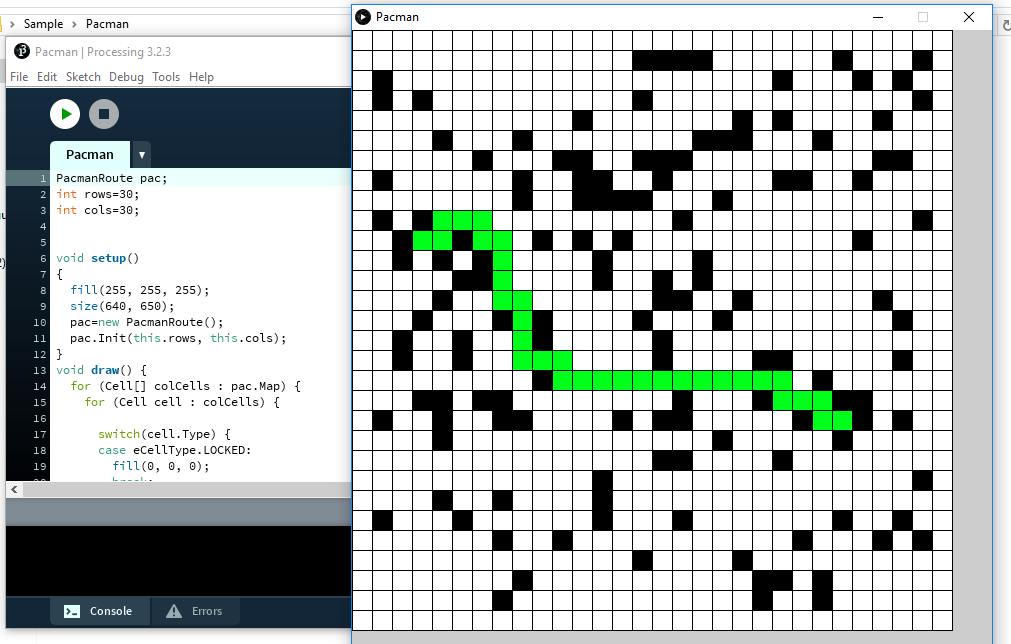 Sample > Pacman
Pacman
Pacman | Processing 3.2.3
File Edit Sketch Debug Tools Help
Pacman
1 PacmanRoute pac;
2 int rows=30;
3 int cols=30;
4
5
6 void setup()
7 {
8 fill(255, 255, 255);
9 size(640, 650);
10 pac=new PacmanRoute();
11 pac.Init(this.rows, this.cols);
12 }
13 void draw() {
14 for (Cell[] colCells : pac.Map) {
15 for (Cell cell : colCells) {
16
17 switch(cell.Type) {
18 case eCellType.LOCKED:
19 fill(0, 0, 0);
Console Errors